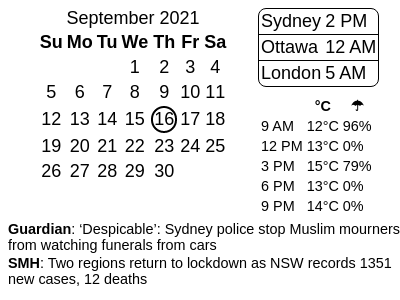 September 2021
Su Mo Tu We Th Fr Sa
1 2 3 4
5 6 7 8 9 10 11
12 13 14 15 16 17 18
19 20 21 22 23 24 25
26 27 28 29 30
Sydney 2 PM
Ottawa 12 AM
London 5 AM
°C ☂
9 AM 12°C 96%
12 PM 13°C 0%
3 PM 15°C 79%
6 PM 13°C 0%
9 PM 14°C 0%
Guardian: ‘Despicable’: Sydney police stop Muslim mourners
from watching funerals from cars
SMH: Two regions return to lockdown as NSW records 1351
new cases, 12 deaths